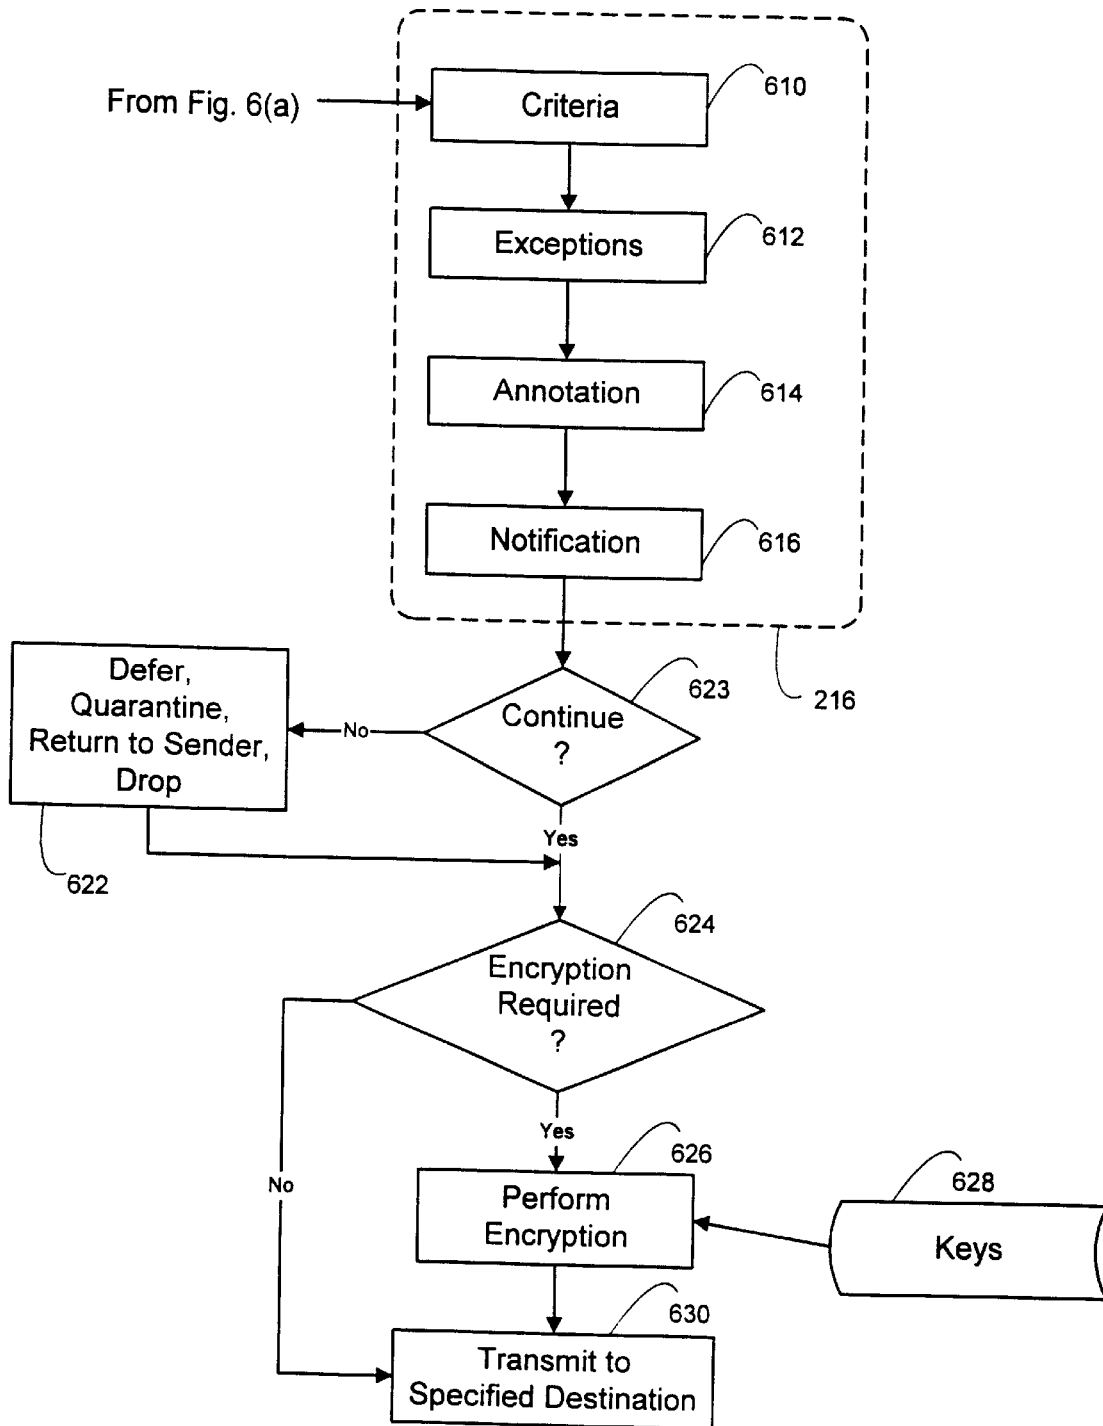 610
From Fig. 6(a)
Criteria
Exceptions
612
Annotation
614
Notification
616
216
Continue
?
623
No
Defer,
Quarantine,
Return to Sender,
Drop
622
Yes
624
Encryption
Required
?
Yes
No
626
Perform
Encryption
628
Keys
630
Transmit to
Specified Destination